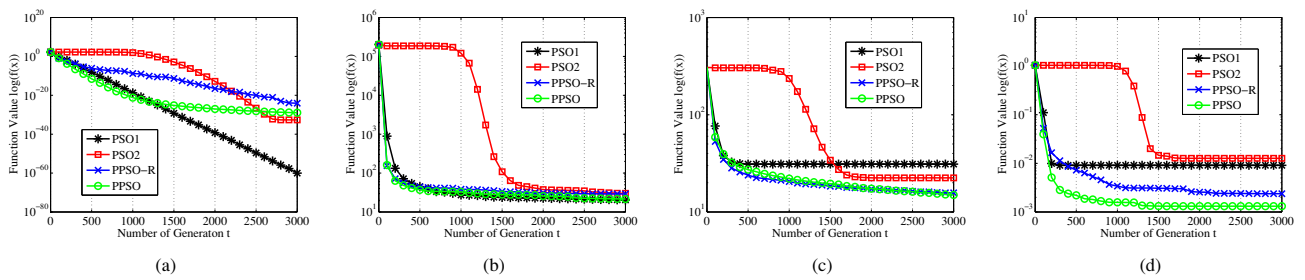 10^20
10^0
10^-20
10^-40
10^-60
10^-80
Function Value log(f(x))
PSO1
PSO2
PPSO-R
PPSO
0 500 1000 1500 2000 2500 3000
Number of Generation t
(a)
10^6
10^5
10^4
10^3
10^2
10^1
Function Value log(f(x))
PSO1
PSO2
PPSO-R
PPSO
0 500 1000 1500 2000 2500 3000
Number of Generation t
(b)
10^3
10^2
10^1
Function Value log(f(x))
PSO1
PSO2
PPSO-R
PPSO
0 500 1000 1500 2000 2500 3000
Number of Generation t
(c)
10^1
10^0
10^-1
10^-2
10^-3
Function Value log(f(x))
PSO1
PSO2
PPSO-R
PPSO
0 500 1000 1500 2000 2500 3000
Number of Generation t
(d)